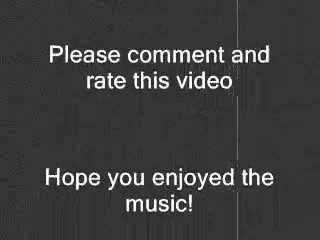 Please comment and
rate this video
Hope you enjoyed the
music!